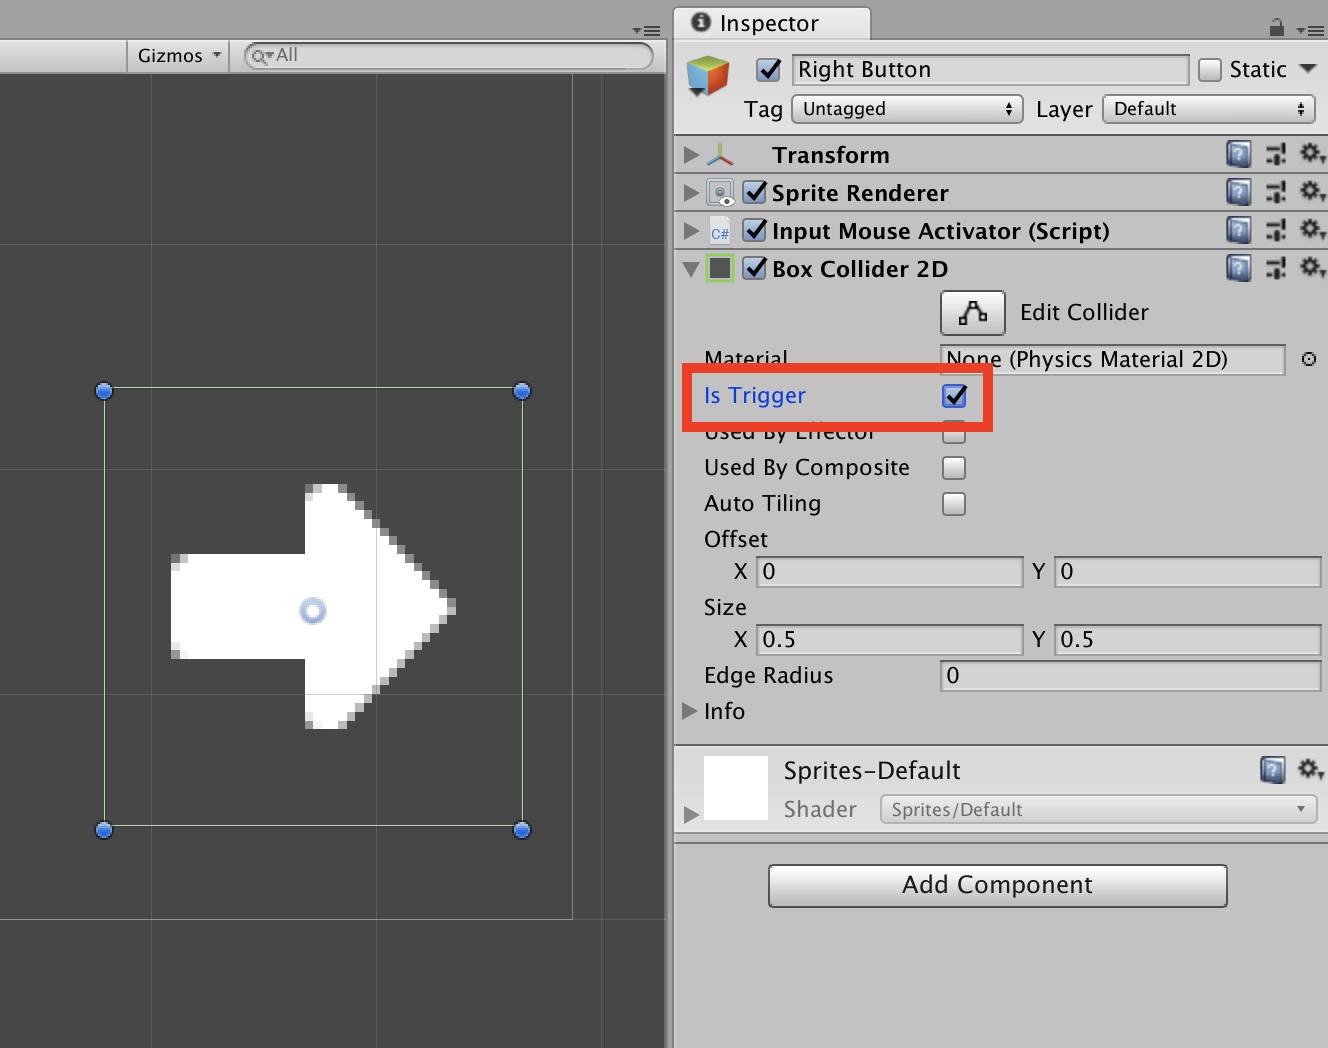 Inspector
Gizmos
All
Right Button
Static
Tag Untagged Layer Default
Transform
Sprite Renderer
C# Input Mouse Activator (Script)
Box Collider 2D
Edit Collider
Material None (Physics Material 2D)
Is Trigger
Used By Effector
Used By Composite
Auto Tiling
Offset
X 0 Y 0
Size
X 0.5 Y 0.5
Edge Radius 0
Info
Sprites-Default
Shader Sprites/Default
Add Component